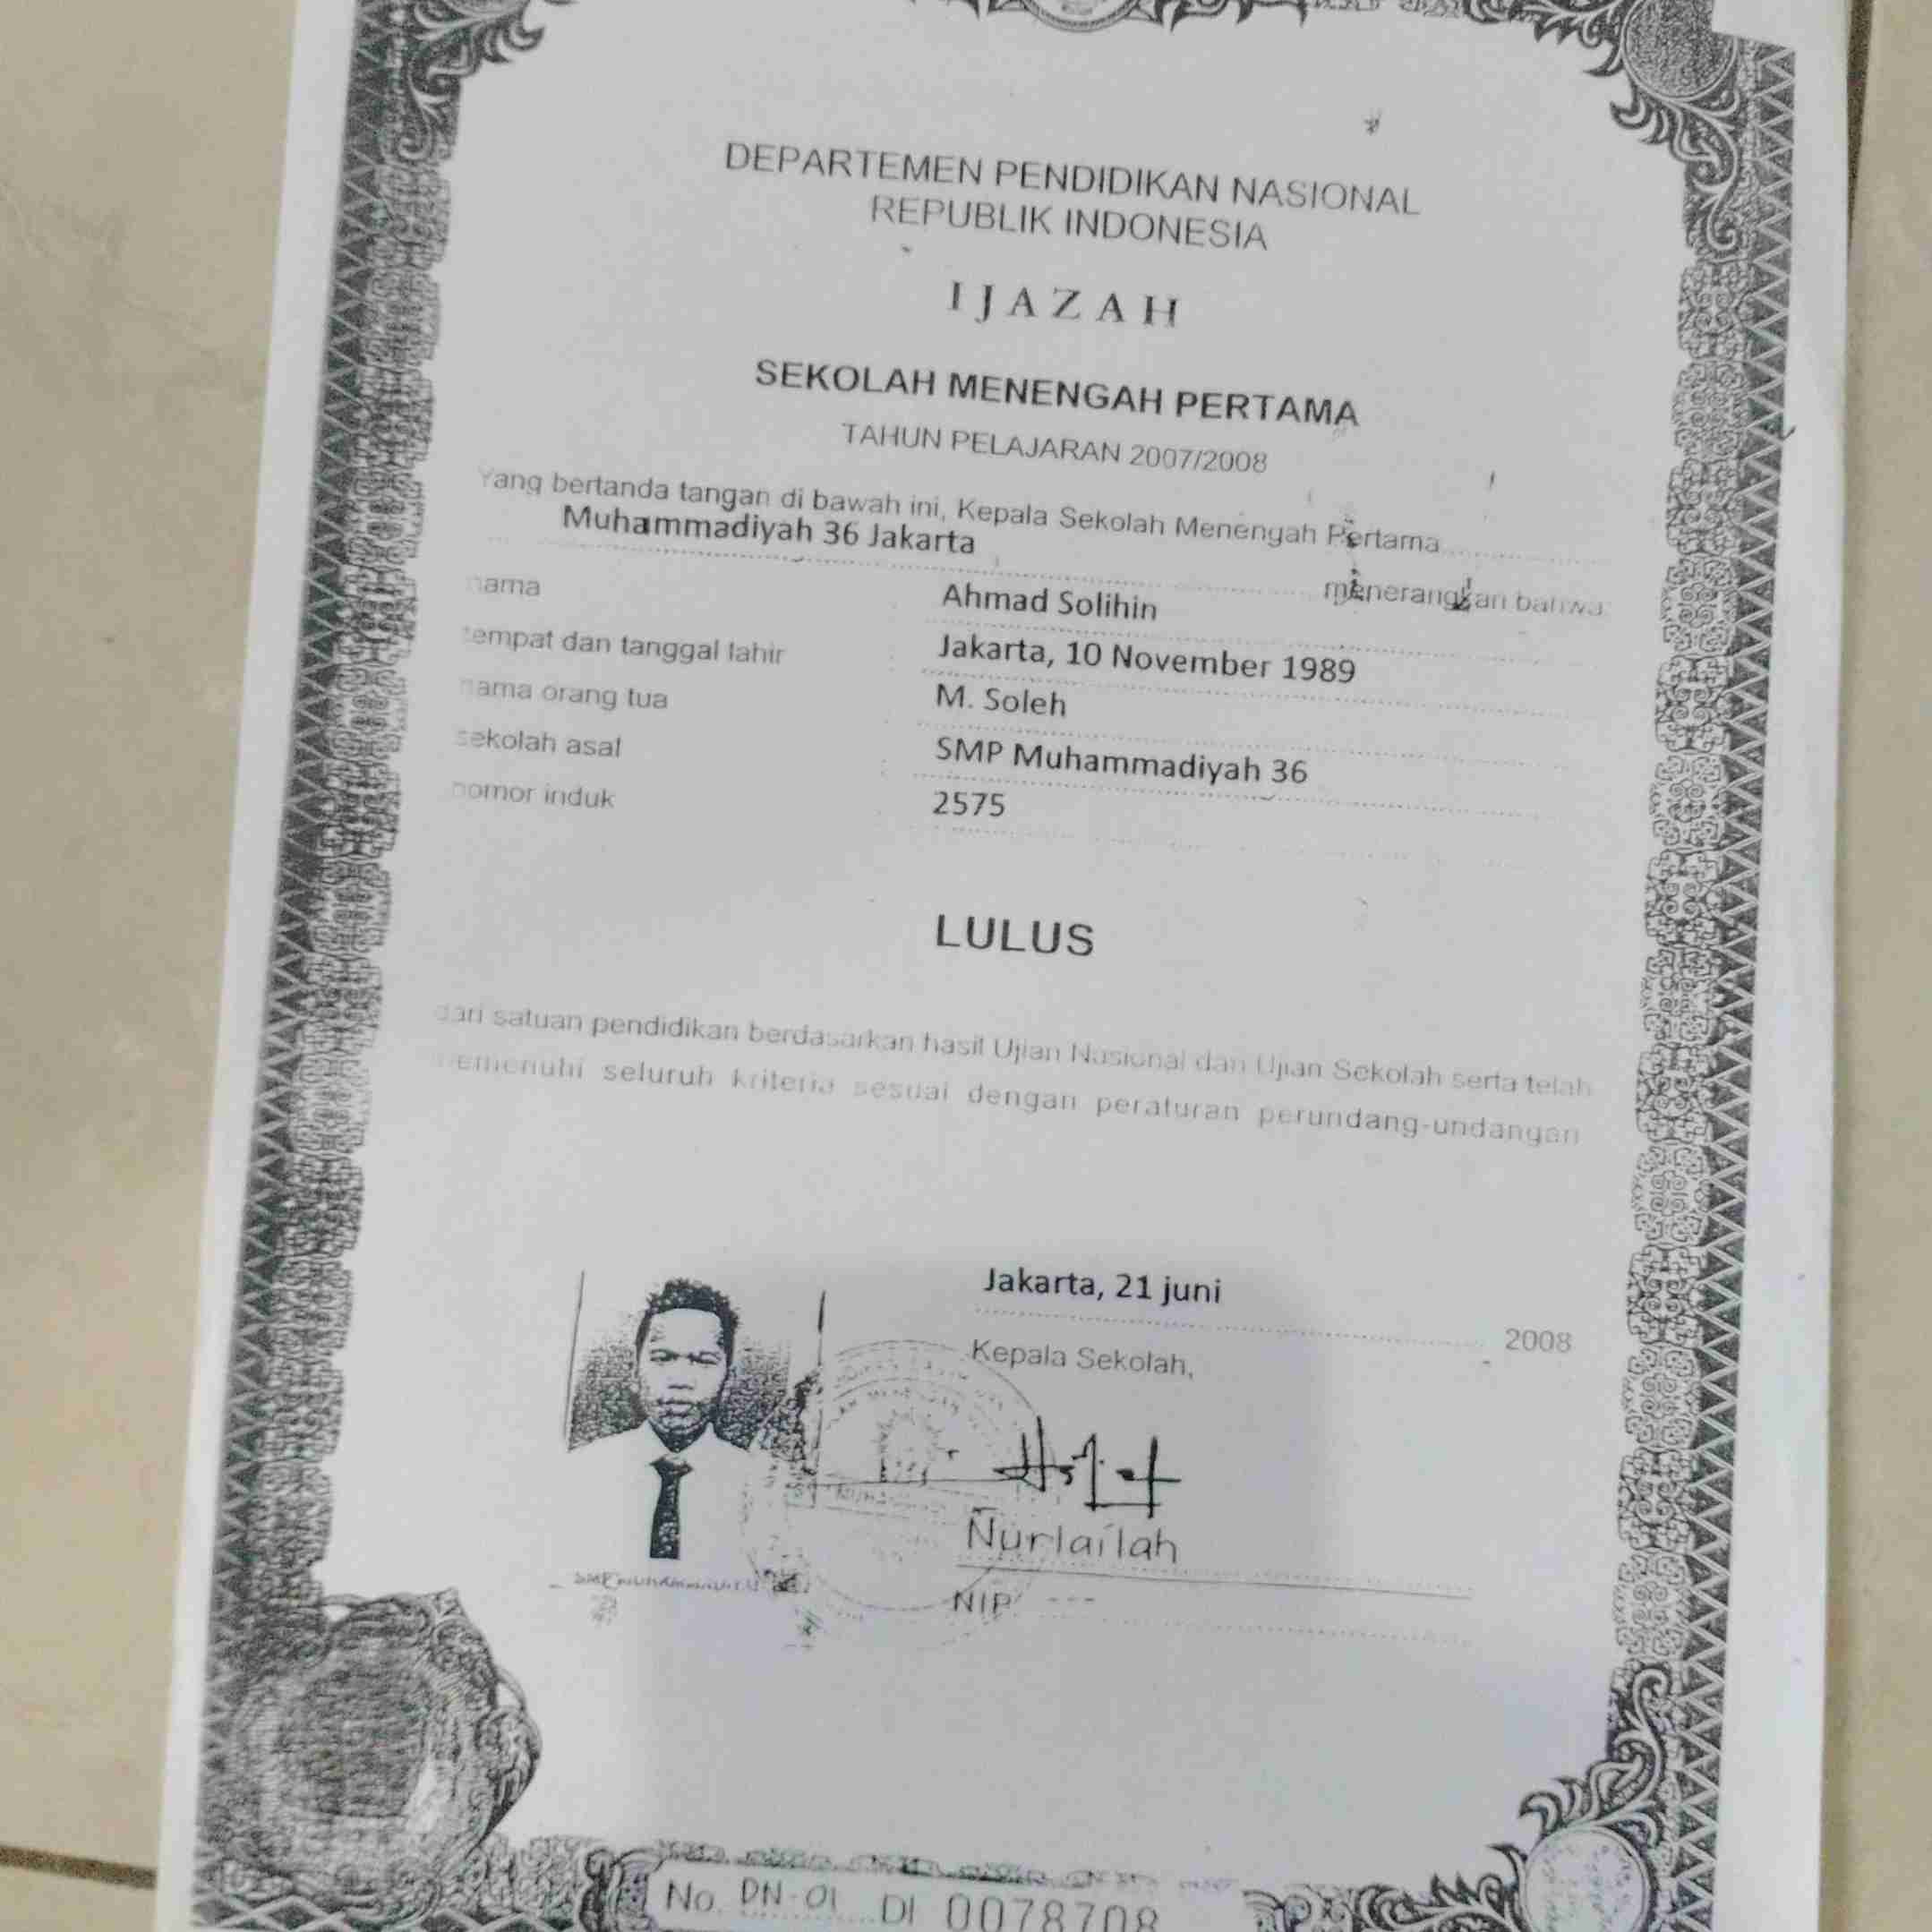 DEPARTEMEN PENDIDIKAN NASIONAL
REPUBLIK INDONESIA
IJAZAH
SEKOLAH MENENGAH PERTAMA
TAHUN PELAJARAN 2007/2008
Yang bertanda tangan di bawah ini, Kepala Sekolah Menengah Pertama
Muhammadiyah 36 Jakarta menerangkan bahwa:
nama Ahmad Solihin
tempat dan tanggal lahir : Jakarta, 10 November 1989
nama orang tua M. Soleh
sekolah asal : SMP Muhammadiyah 36
nomor induk 2575
LULUS
dari satuan pendidikan berdasarkan hasil Ujian Nasional dan Ujian Sekolah serta telah
memenuhi seluruh kriteria sesuai dengan peraturan perundang-undangan
Jakarta, 21 juni 2008
Kepala Sekolah,
Nurlailah
NIP ---
No. DN-01 DI 0078708